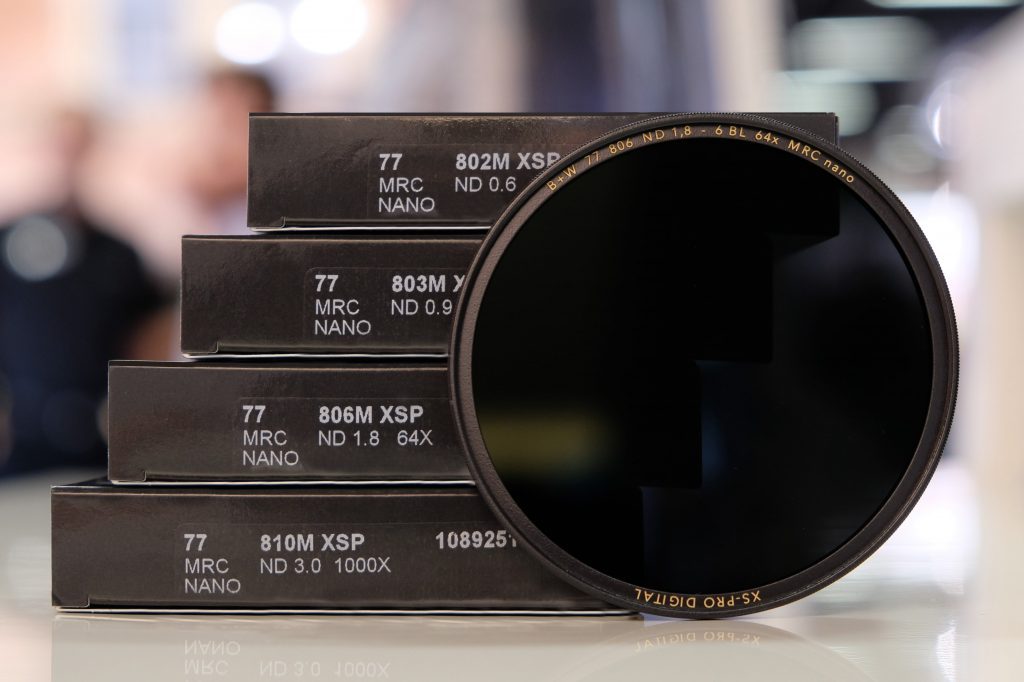 77 802M XSP
MRC ND 0.6
NANO
77 803M
MRC ND 0.9
NANO
77 806M XSP
MRC ND 1.8 64X
NANO
77 810M XSP 108925
MRC ND 3.0 1000X
NANO
B+W 77 806 ND 1,8 - 6 BL 64x MRC nano
XS-PRO DIGITAL